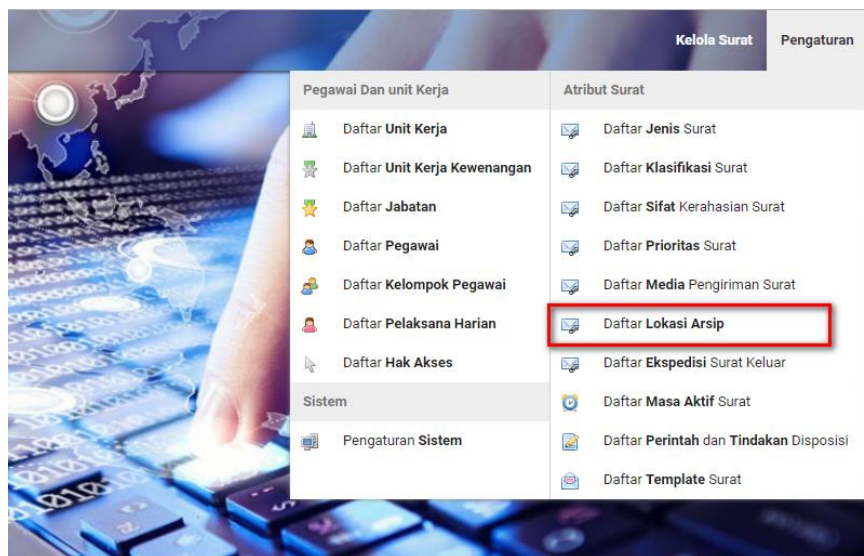 Kelola Surat
Pengaturan
Pegawai Dan unit Kerja
Daftar Unit Kerja
Daftar Unit Kerja Kewenangan
Daftar Jabatan
Daftar Pegawai
Daftar Kelompok Pegawai
Daftar Pelaksana Harian
Daftar Hak Akses
Sistem
Pengaturan Sistem
Atribut Surat
Daftar Jenis Surat
Daftar Klasifikasi Surat
Daftar Sifat Kerahasian Surat
Daftar Prioritas Surat
Daftar Media Pengiriman Surat
Daftar Lokasi Arsip
Daftar Ekspedisi Surat Keluar
Daftar Masa Aktif Surat
Daftar Perintah dan Tindakan Disposisi
Daftar Template Surat